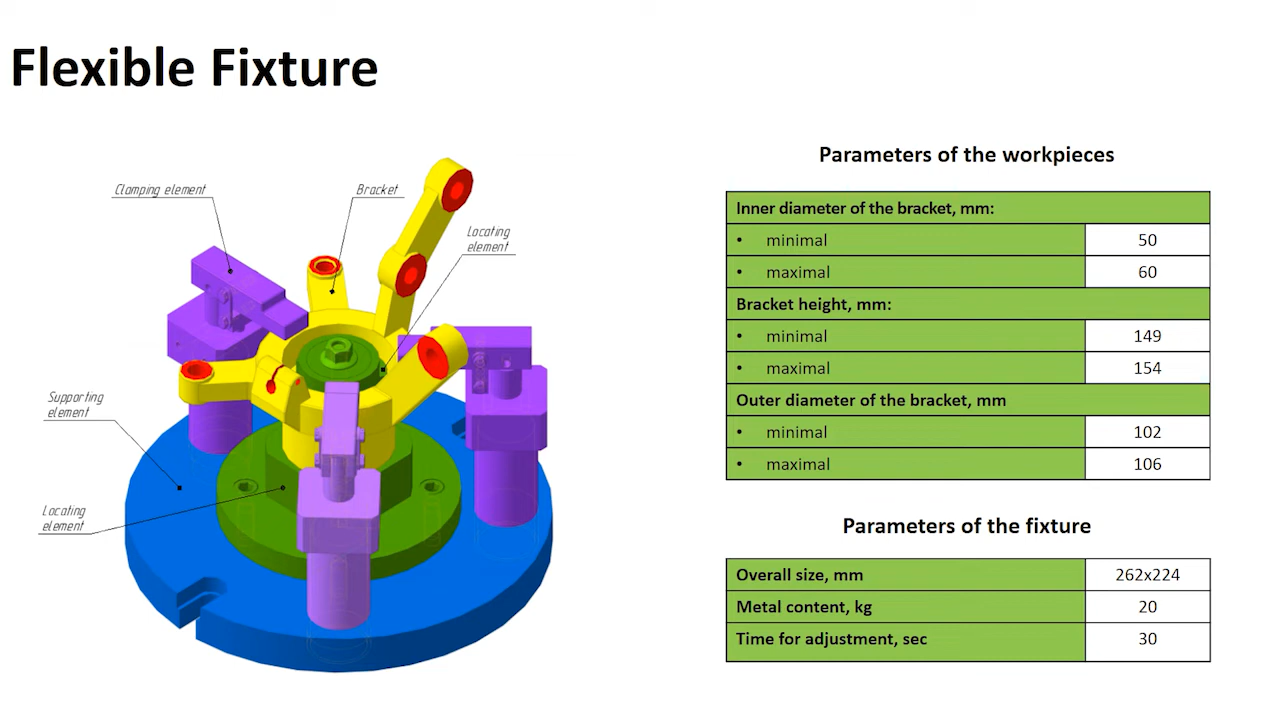 Flexible Fixture
Clamping element
Bracket
Locating
element
Supporting
element
Locating
element
Parameters of the workpieces
Inner diameter of the bracket, mm:
• minimal 50
• maximal 60
Bracket height, mm:
• minimal 149
• maximal 154
Outer diameter of the bracket, mm
• minimal 102
• maximal 106
Parameters of the fixture
Overall size, mm 262x224
Metal content, kg 20
Time for adjustment, sec 30